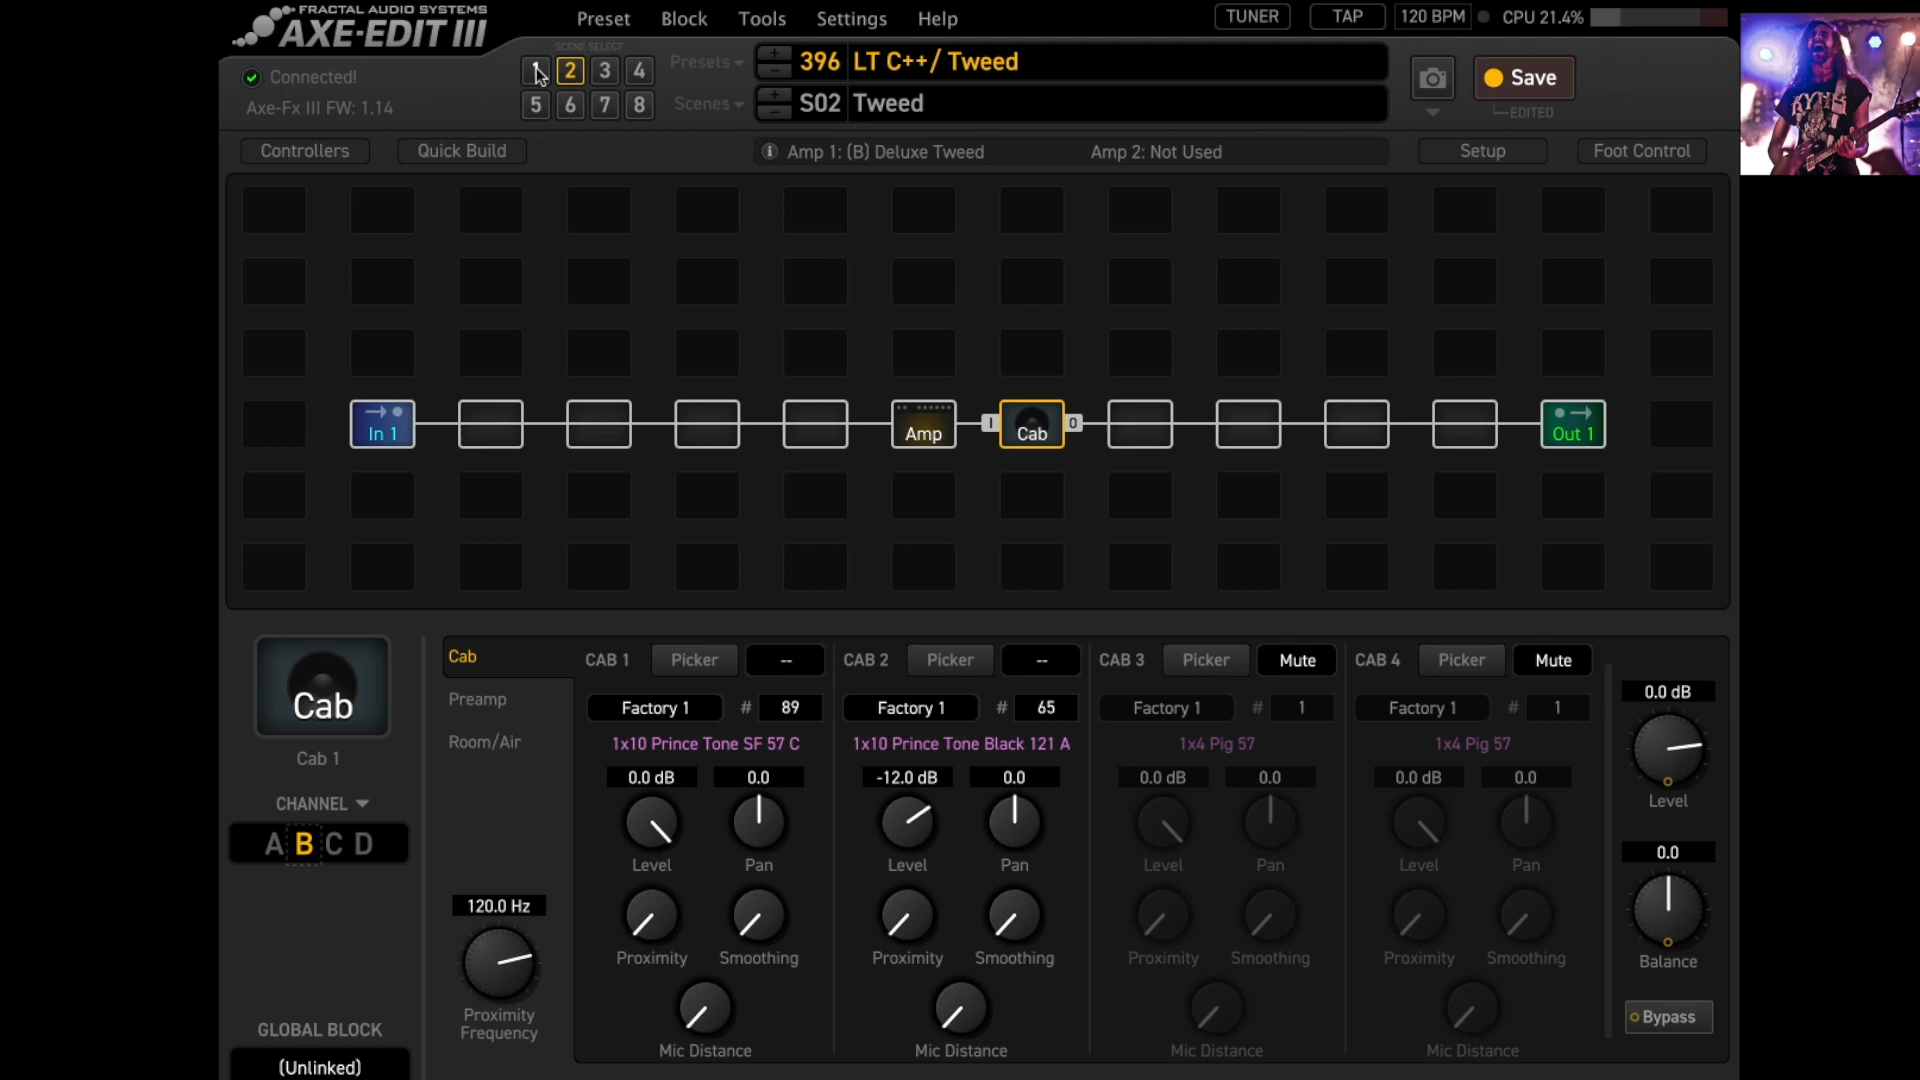 FRACTAL AUDIO SYSTEMS
AXE-EDIT III
Preset Block Tools Settings Help
TUNER TAP 120 BPM CPU 21.4%
Connected!
Axe-Fx III FW: 1.14
SCENE SELECT
1 2 3 4
5 6 7 8
Presets 396 LT C++/ Tweed
Scenes S02 Tweed
Save
EDITED
Controllers Quick Build
Amp 1: (B) Deluxe Tweed Amp 2: Not Used
Setup Foot Control
In 1 Amp I Cab O Out 1
Cab
Cab 1
CHANNEL
A B C D
GLOBAL BLOCK
(Unlinked)
Cab
Preamp
Room/Air
120.0 Hz
Proximity
Frequency
CAB 1 Picker --
Factory 1 # 89
1x10 Prince Tone SF 57 C
0.0 dB 0.0
Level Pan
Proximity Smoothing
Mic Distance
CAB 2 Picker --
Factory 1 # 65
1x10 Prince Tone Black 121 A
-12.0 dB 0.0
Level Pan
Proximity Smoothing
Mic Distance
CAB 3 Picker Mute
Factory 1 # 1
1x4 Pig 57
0.0 dB 0.0
Level Pan
Proximity Smoothing
Mic Distance
CAB 4 Picker Mute
Factory 1 # 1
1x4 Pig 57
0.0 dB 0.0
Level Pan
Proximity Smoothing
Mic Distance
0.0 dB
Level
0.0
Balance
Bypass